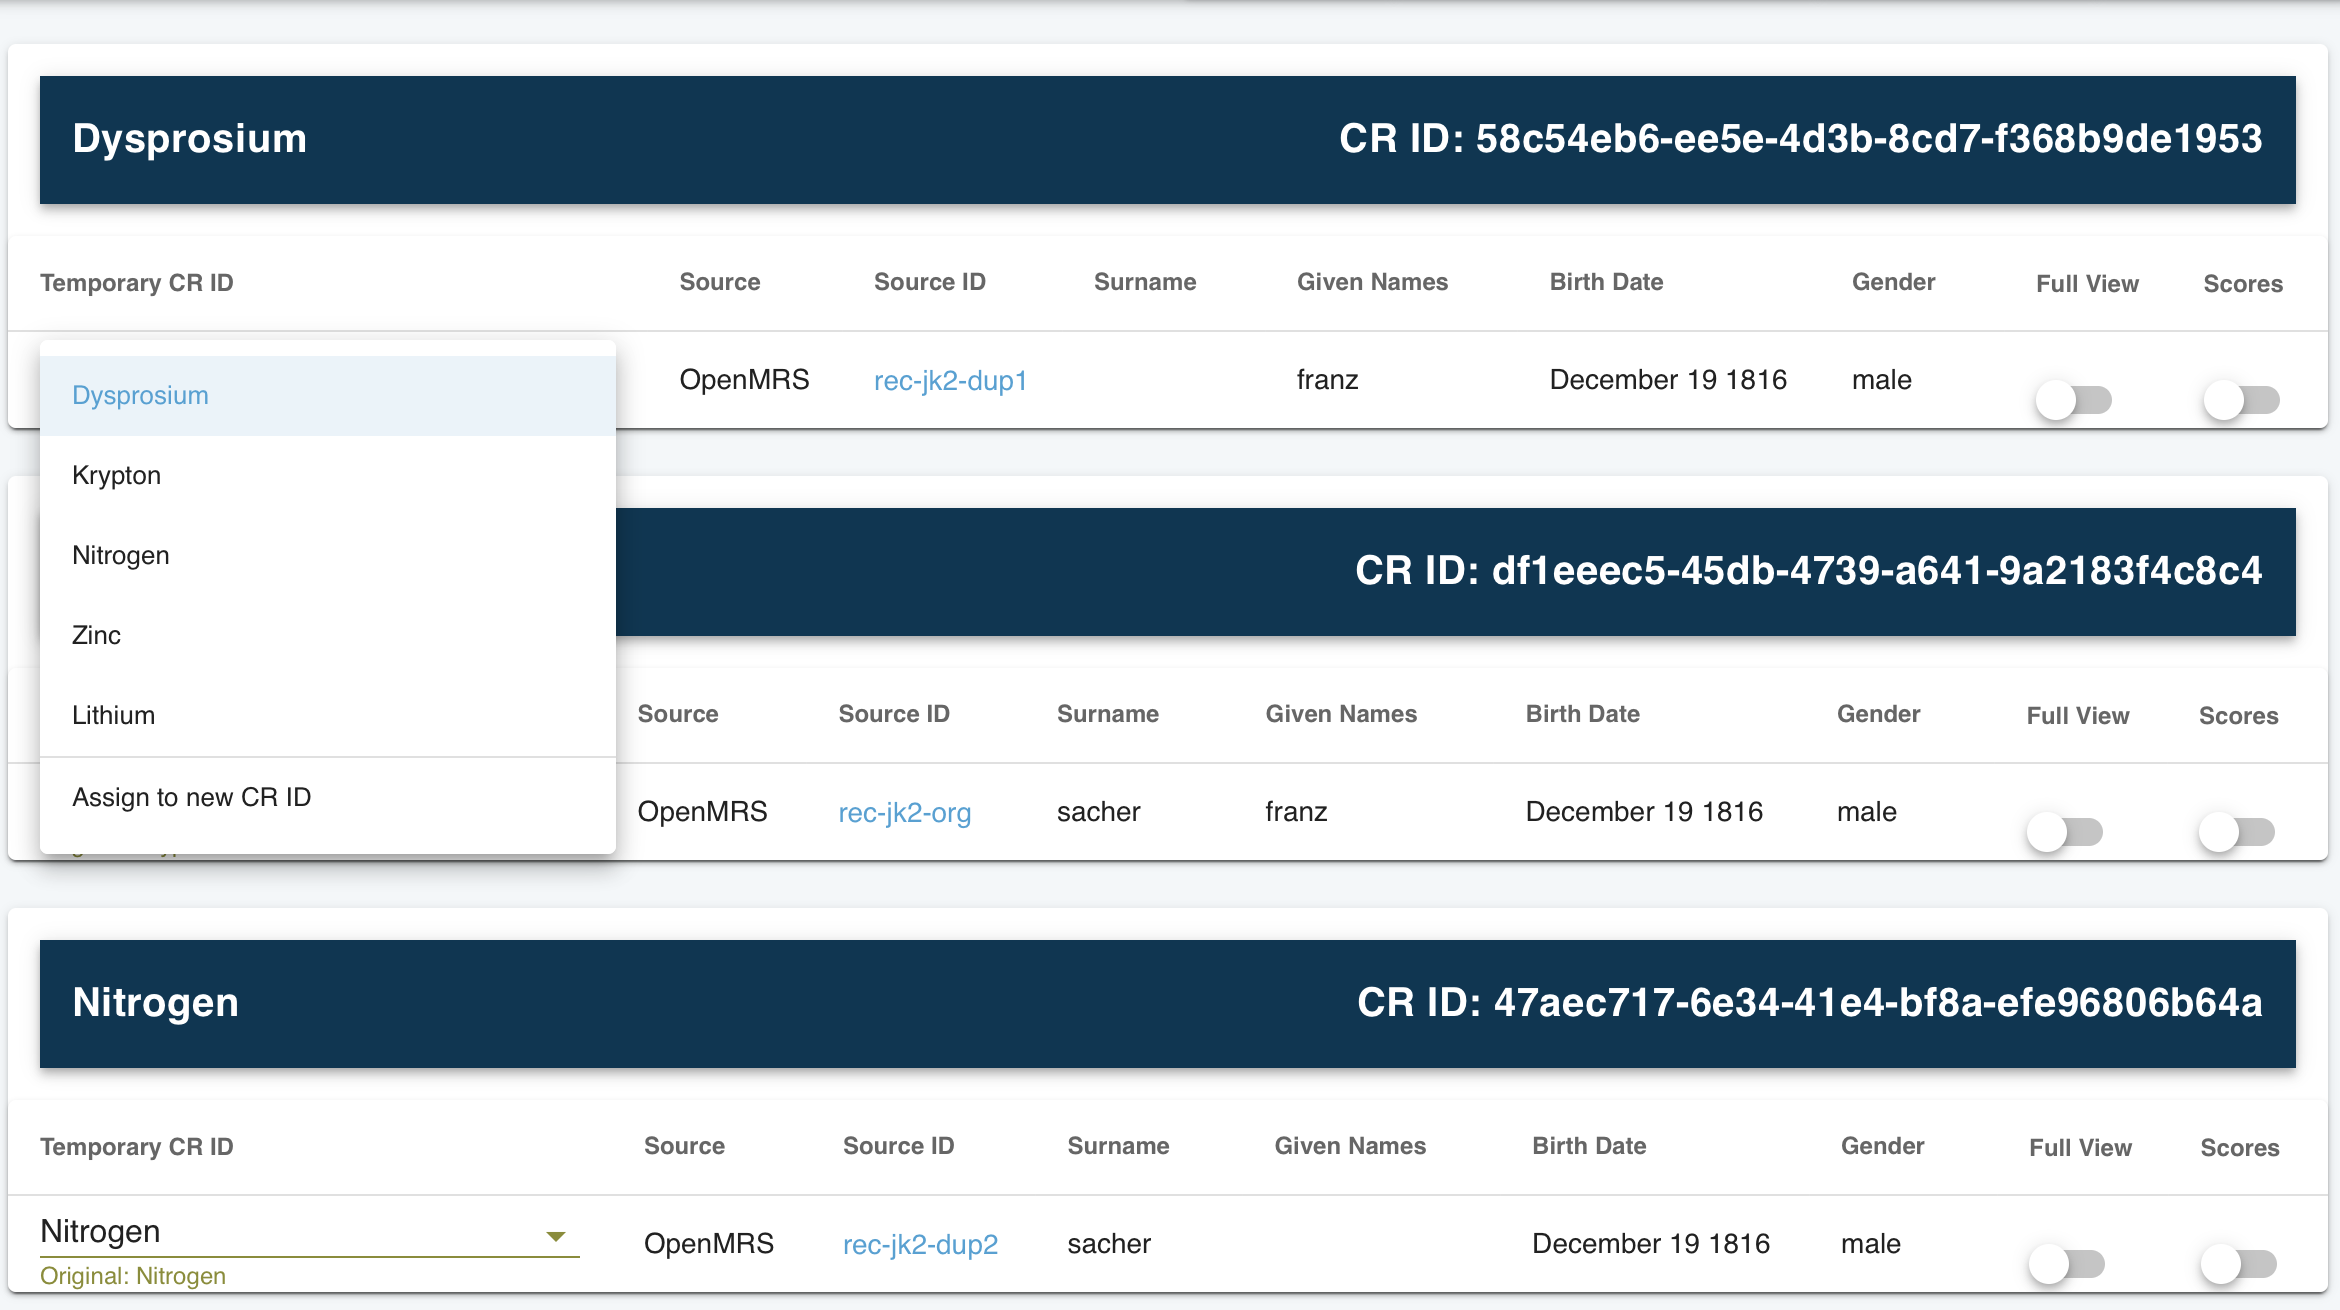 Dysprosium CR ID: 58c54eb6-ee5e-4d3b-8cd7-f368b9de1953
Temporary CR ID Source Source ID Surname Given Names Birth Date Gender Full View Scores
OpenMRS rec-jk2-dup1 franz December 19 1816 male
Dysprosium
Krypton
Nitrogen
Zinc
Lithium
Assign to new CR ID
CR ID: df1eeec5-45db-4739-a641-9a2183f4c8c4
Source Source ID Surname Given Names Birth Date Gender Full View Scores
OpenMRS rec-jk2-org sacher franz December 19 1816 male
Nitrogen CR ID: 47aec717-6e34-41e4-bf8a-efe96806b64a
Temporary CR ID Source Source ID Surname Given Names Birth Date Gender Full View Scores
Nitrogen OpenMRS rec-jk2-dup2 sacher December 19 1816 male
Original: Nitrogen